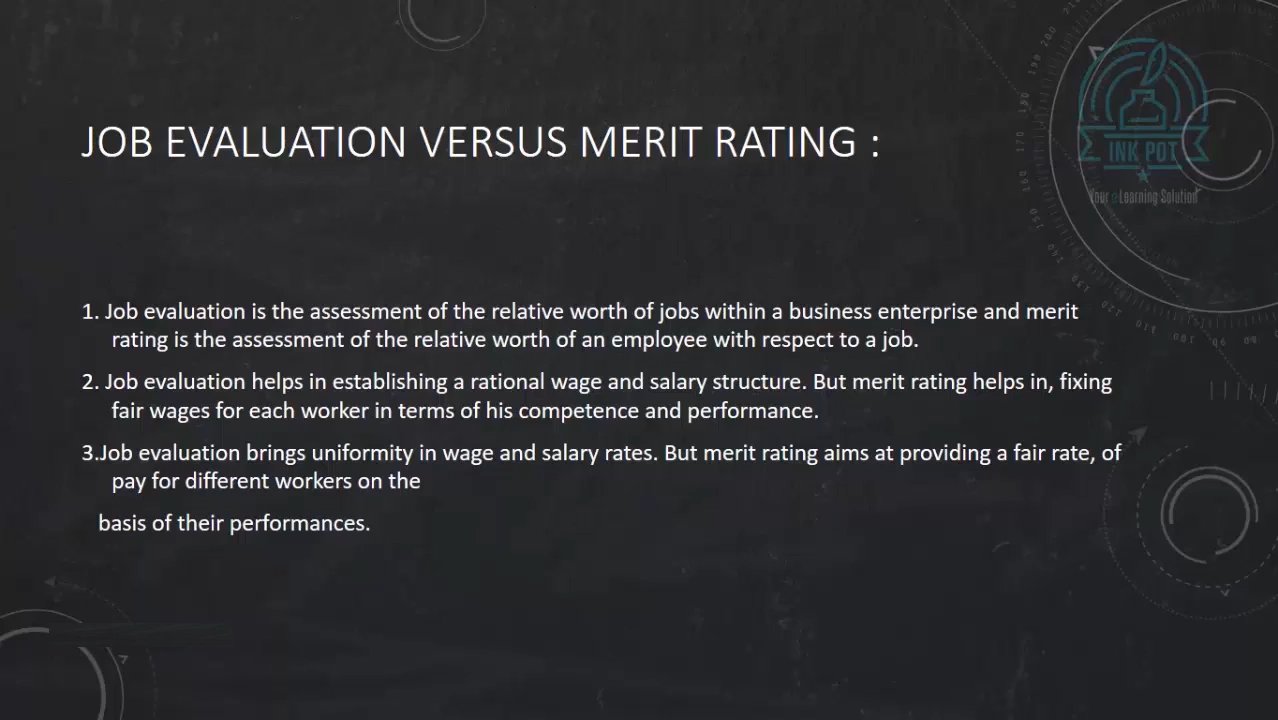 INK POT
Your e-Learning Solution
JOB EVALUATION VERSUS MERIT RATING :
1. Job evaluation is the assessment of the relative worth of jobs within a business enterprise and merit
rating is the assessment of the relative worth of an employee with respect to a job.
2. Job evaluation helps in establishing a rational wage and salary structure. But merit rating helps in, fixing
fair wages for each worker in terms of his competence and performance.
3.Job evaluation brings uniformity in wage and salary rates. But merit rating aims at providing a fair rate, of
pay for different workers on the
basis of their performances.